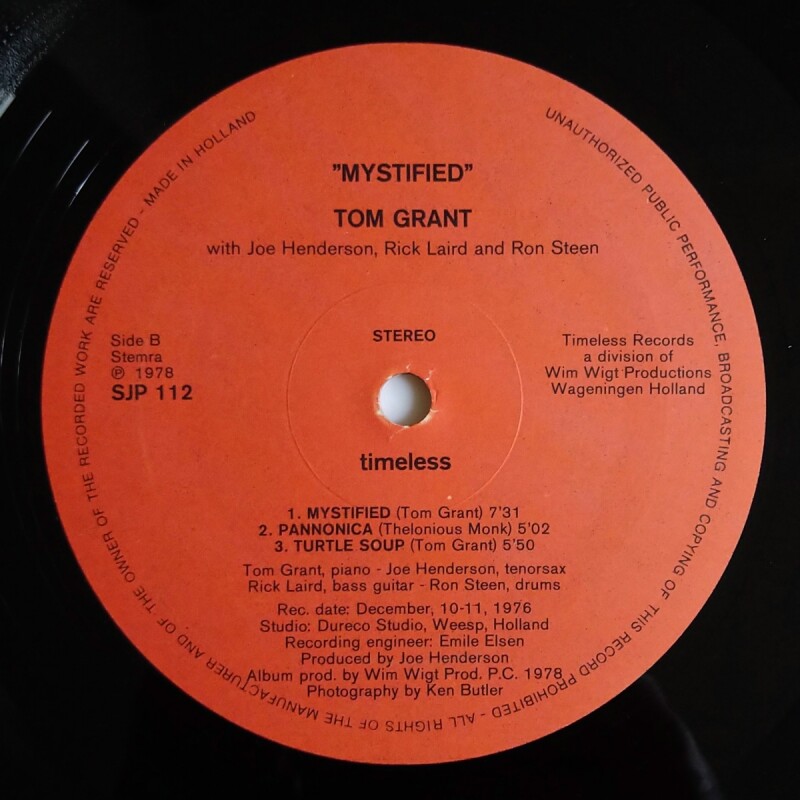 "MYSTIFIED"
TOM GRANT
with Joe Henderson, Rick Laird and Ron Steen
STEREO
Side B
Stemra
℗ 1978
SJP 112
Timeless Records
a division of
Wim Wigt Productions
Wageningen Holland
timeless
1. MYSTIFIED (Tom Grant) 7'31
2. PANNONICA (Thelonious Monk) 5'02
3. TURTLE SOUP (Tom Grant) 5'50
Tom Grant, piano - Joe Henderson, tenorsax
Rick Laird, bass guitar - Ron Steen, drums
Rec. date: December, 10-11, 1976
Studio: Dureco Studio, Weesp, Holland
Recording engineer: Emile Elsen
Produced by Joe Henderson
Album prod. by Wim Wigt Prod. P.C. 1978
Photography by Ken Butler
UNAUTHORIZED PUBLIC PERFORMANCE, BROADCASTING AND COPYING OF THIS RECORD PROHIBITED - ALL RIGHTS OF THE MANUFACTURER AND OF THE OWNER OF THE RECORDED WORK ARE RESERVED - MADE IN HOLLAND